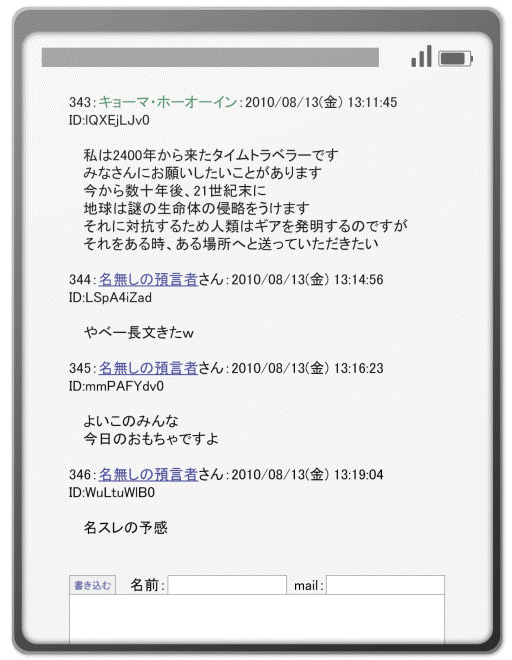 343：キョーマ・ホーオーイン：2010/08/13(金) 13:11:45
ID:lQXEjLJv0
私は2400年から来たタイムトラベラーです
みなさんにお願いしたいことがあります
今から数十年後、21世紀末に
地球は謎の生命体の侵略をうけます
それに対抗するため人類はギアを発明するのですが
それをある時、ある場所へと送っていただきたい
344：名無しの預言者さん：2010/08/13(金) 13:14:56
ID:LSpA4iZad
やべー長文きたw
345：名無しの預言者さん：2010/08/13(金) 13:16:23
ID:mmPAFYdv0
よいこのみんな
今日のおもちゃですよ
346：名無しの預言者さん：2010/08/13(金) 13:19:04
ID:WuLtuWlB0
名スレの予感
書き込む 名前： mail：